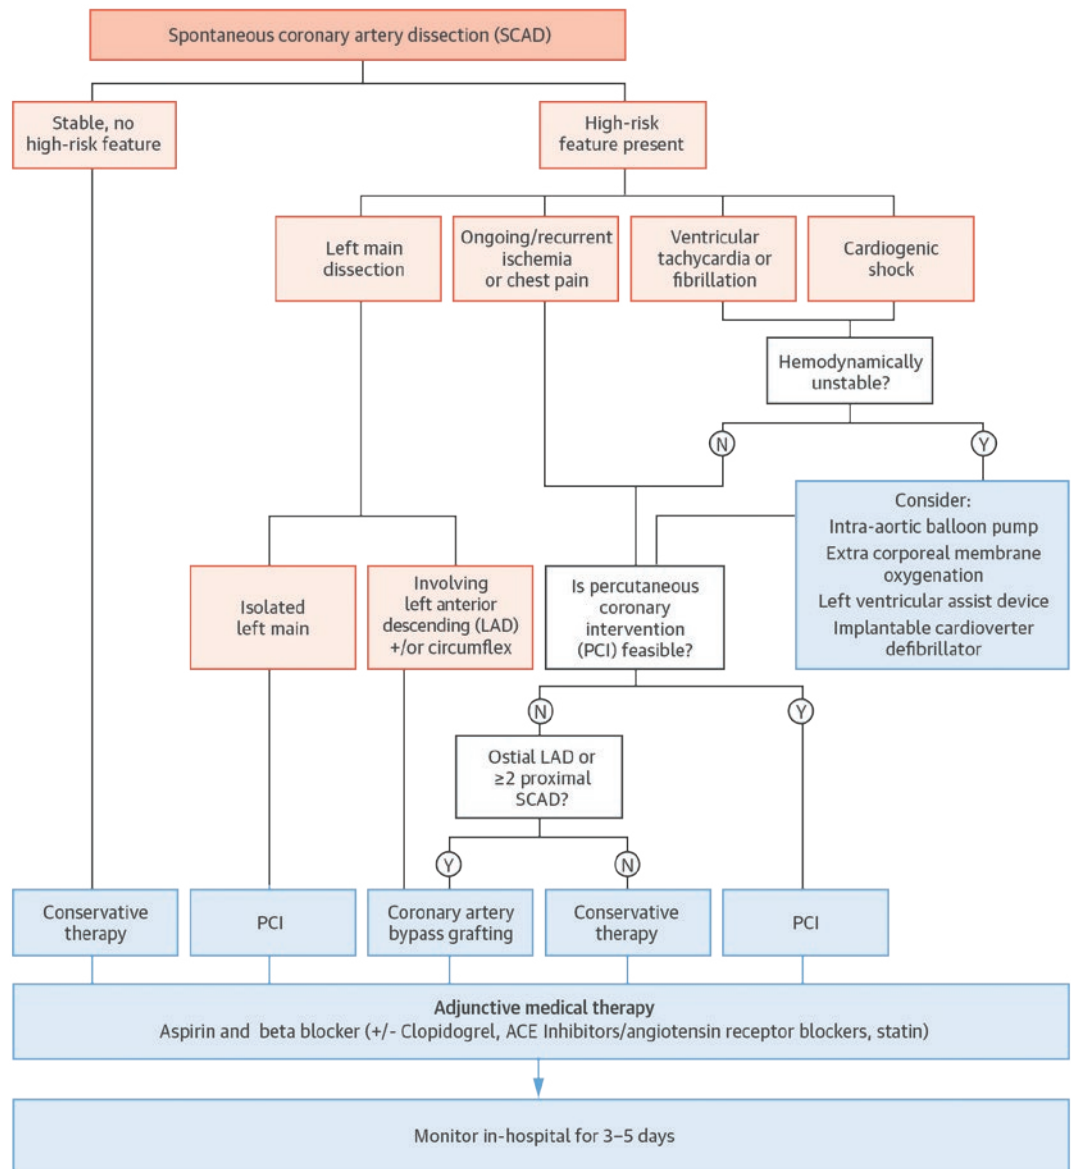 Spontaneous coronary artery dissection (SCAD)
Stable, no
high-risk feature
High-risk
feature present
Left main
dissection
Ongoing/recurrent
ischemia
or chest pain
Ventricular
tachycardia or
fibrillation
Cardiogenic
shock
Hemodynamically
unstable?
N
Y
Consider:
Intra-aortic balloon pump
Extra corporeal membrane
oxygenation
Left ventricular assist device
Implantable cardioverter
defibrillator
Isolated
left main
Involving
left anterior
descending (LAD)
+/or circumflex
Is percutaneous
coronary
intervention
(PCI) feasible?
N
Y
Ostial LAD or
≥2 proximal
SCAD?
Y
N
Conservative
therapy
PCI
Coronary artery
bypass grafting
Conservative
therapy
PCI
Adjunctive medical therapy
Aspirin and beta blocker (+/- Clopidogrel, ACE Inhibitors/angiotensin receptor blockers, statin)
Monitor in-hospital for 3–5 days